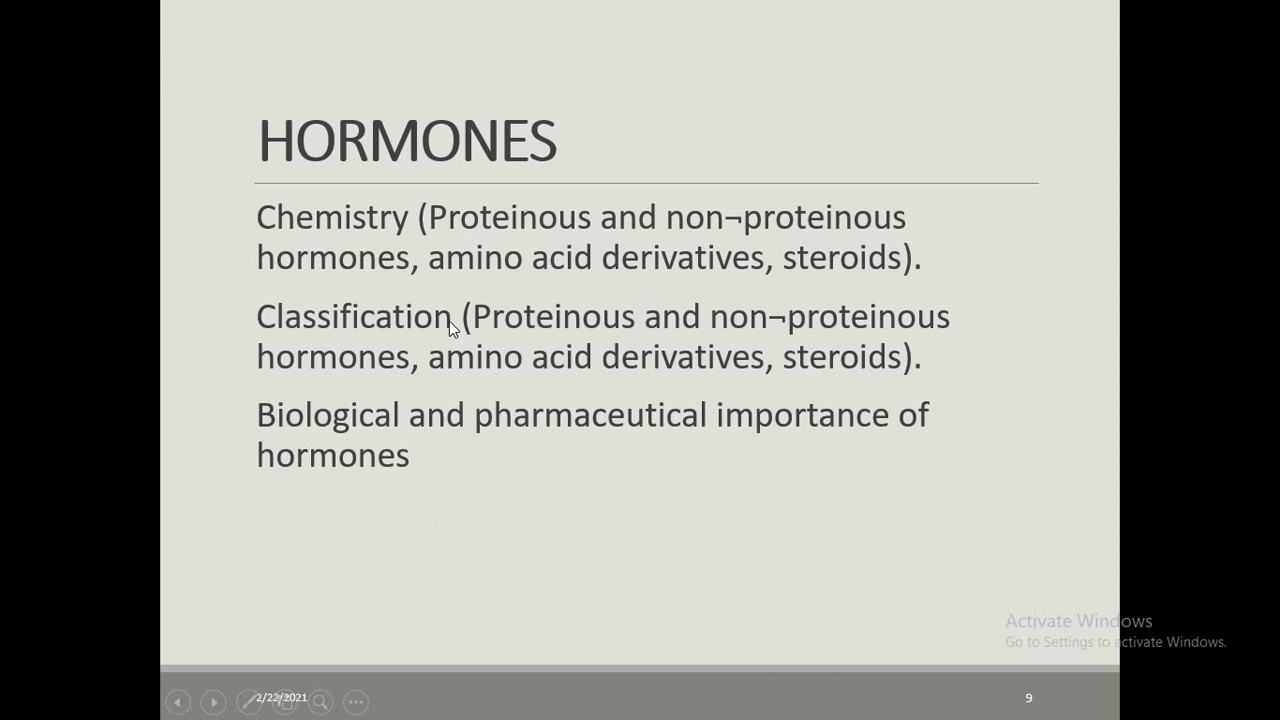 HORMONES
Chemistry (Proteinous and non¬proteinous
hormones, amino acid derivatives, steroids).
Classification (Proteinous and non¬proteinous
hormones, amino acid derivatives, steroids).
Biological and pharmaceutical importance of
hormones
Activate Windows
Go to Settings to activate Windows.
2/22/2021
9